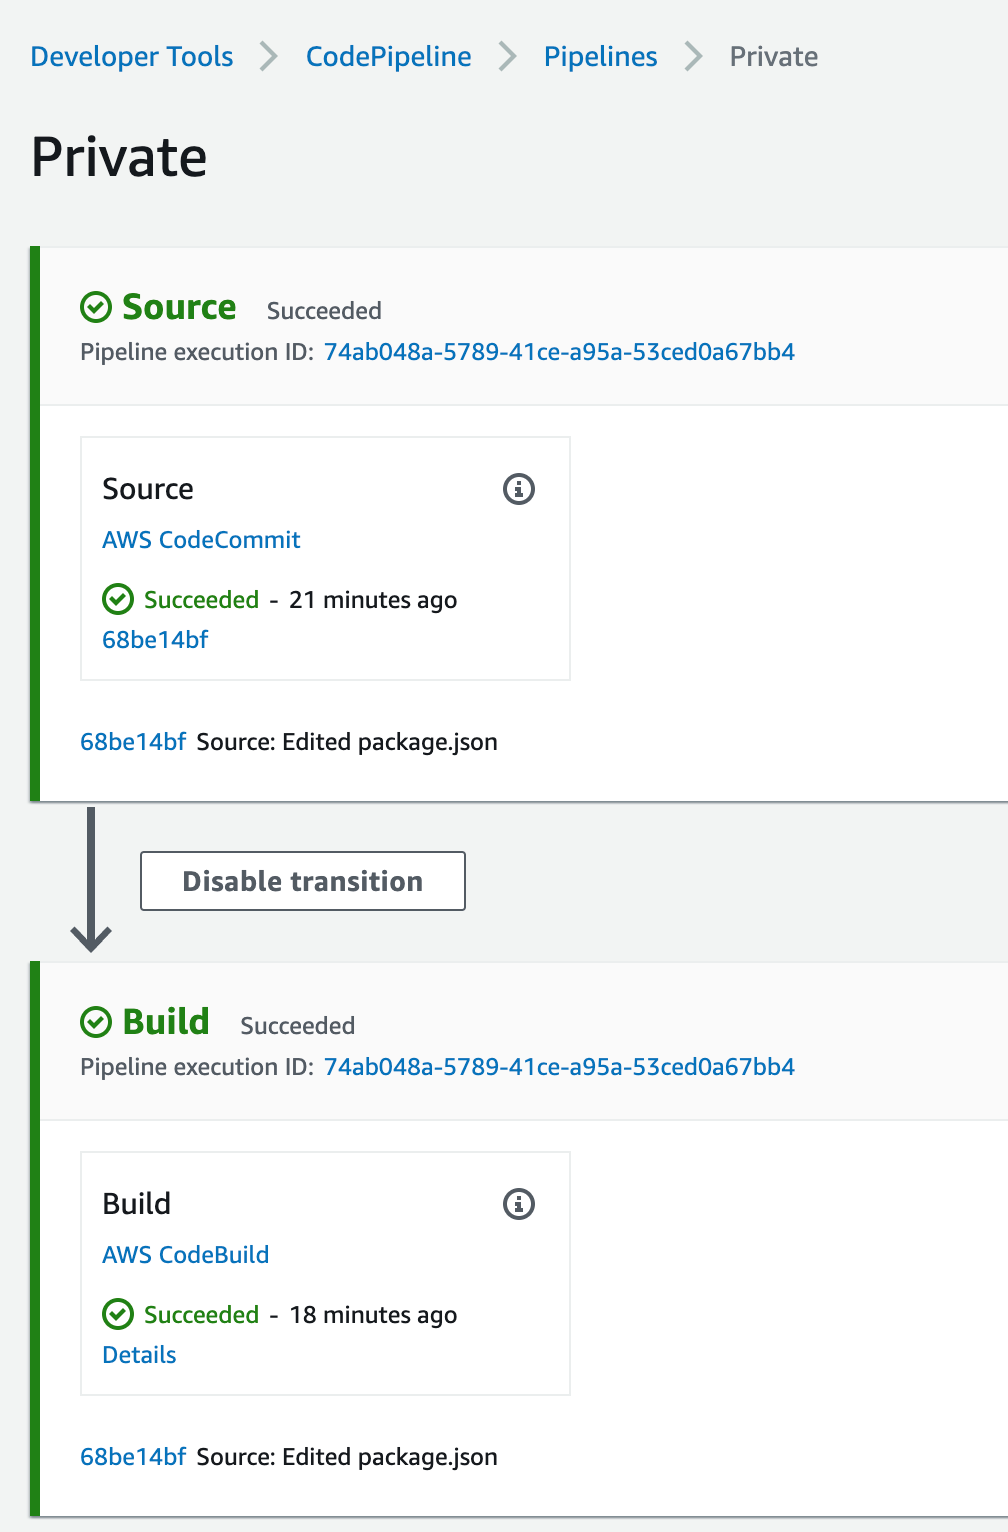 Developer Tools > CodePipeline > Pipelines > Private
Private
Source Succeeded
Pipeline execution ID: 74ab048a-5789-41ce-a95a-53ced0a67bb4
Source
AWS CodeCommit
Succeeded - 21 minutes ago
68be14bf
68be14bf Source: Edited package.json
Disable transition
Build Succeeded
Pipeline execution ID: 74ab048a-5789-41ce-a95a-53ced0a67bb4
Build
AWS CodeBuild
Succeeded - 18 minutes ago
Details
68be14bf Source: Edited package.json